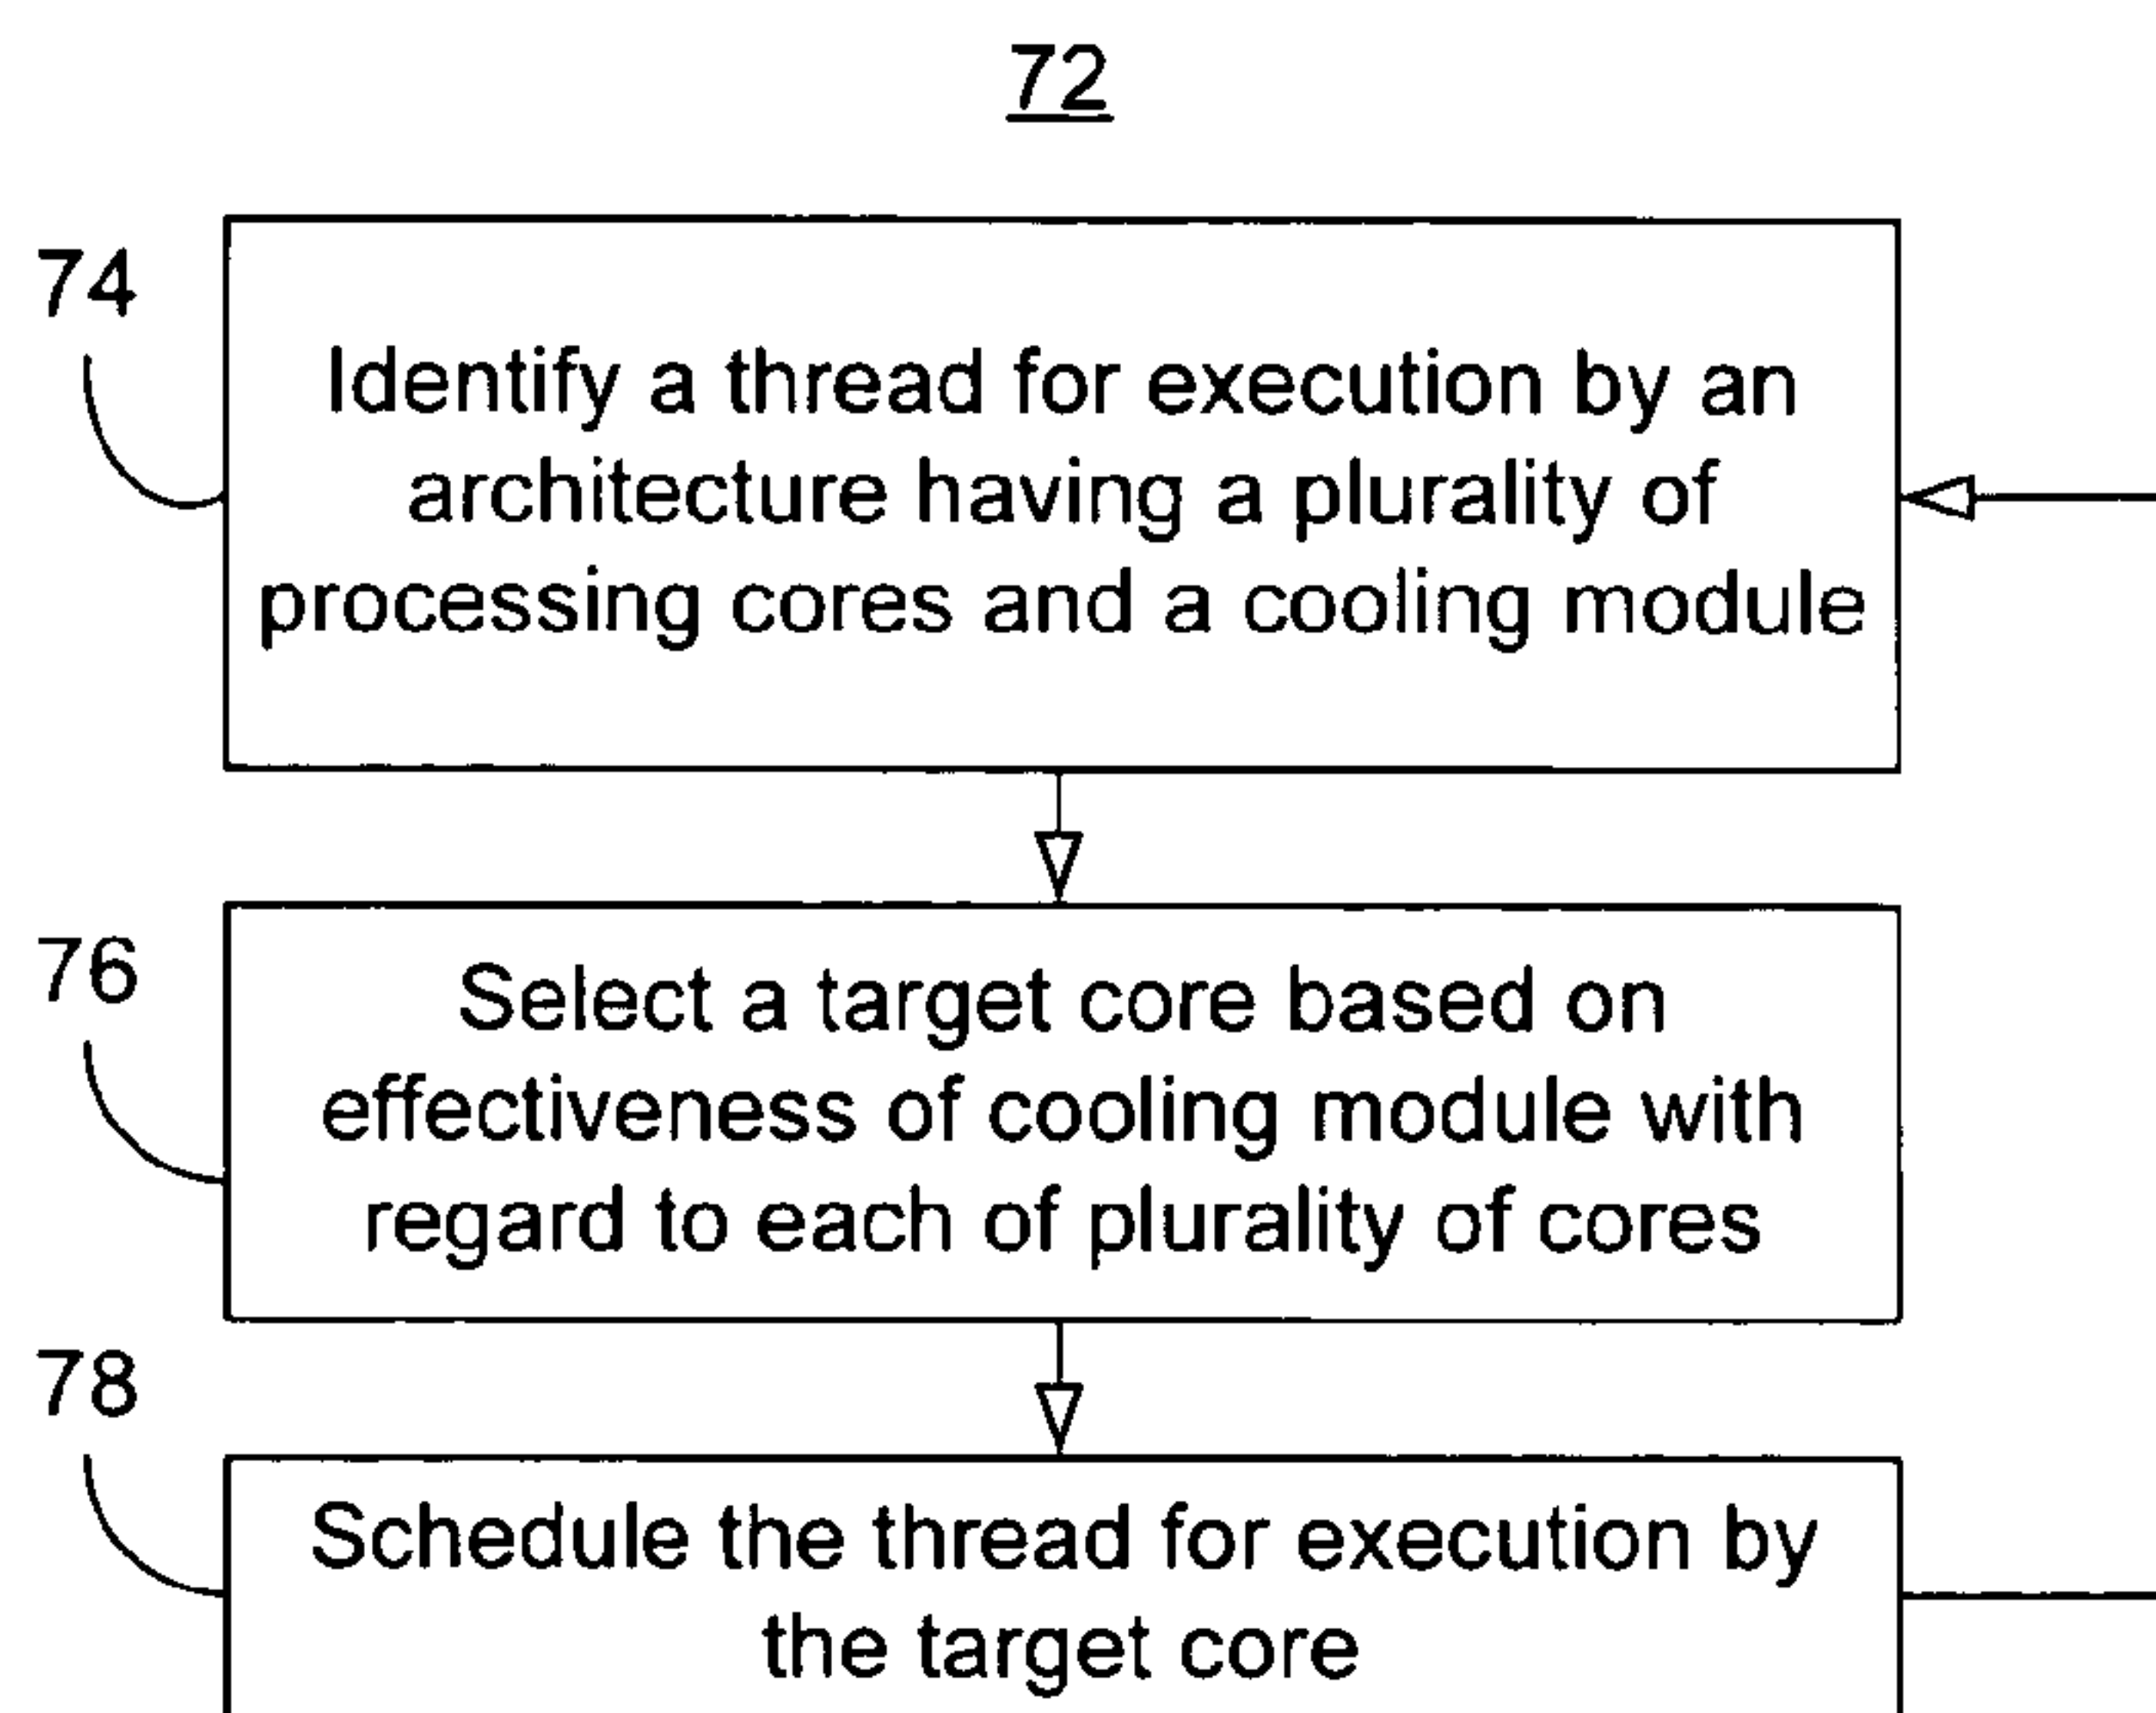 72
74
Identify a thread for execution by an
architecture having a plurality of
processing cores and a cooling module
76
Select a target core based on
effectiveness of cooling module with
regard to each of plurality of cores
78
Schedule the thread for execution by
the target core